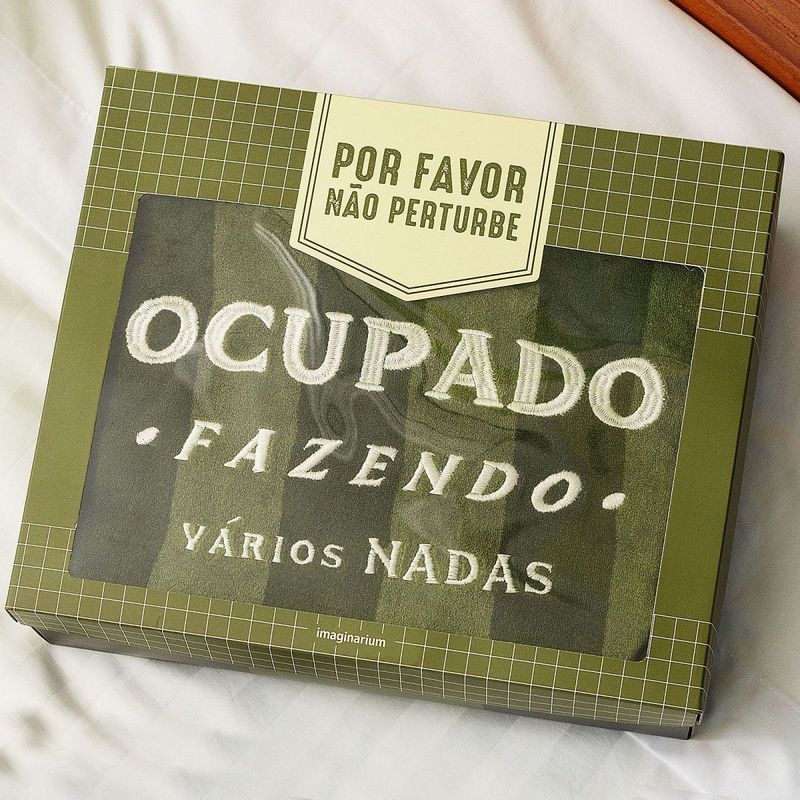 POR FAVOR
NÃO PERTURBE
OCUPADO
• FAZENDO •
VÁRIOS NADAS
imaginarium